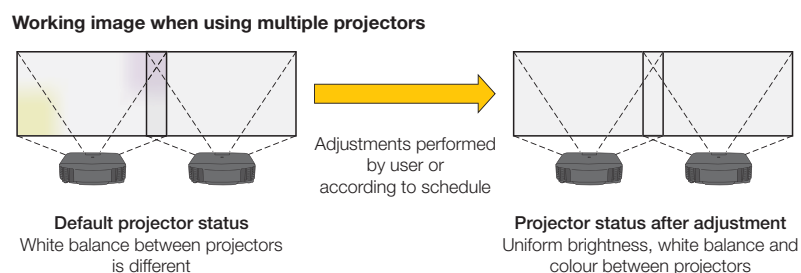 Working image when using multiple projectors
Adjustments performed
by user or
according to schedule
Default projector status
White balance between projectors
is different
Projector status after adjustment
Uniform brightness, white balance and
colour between projectors